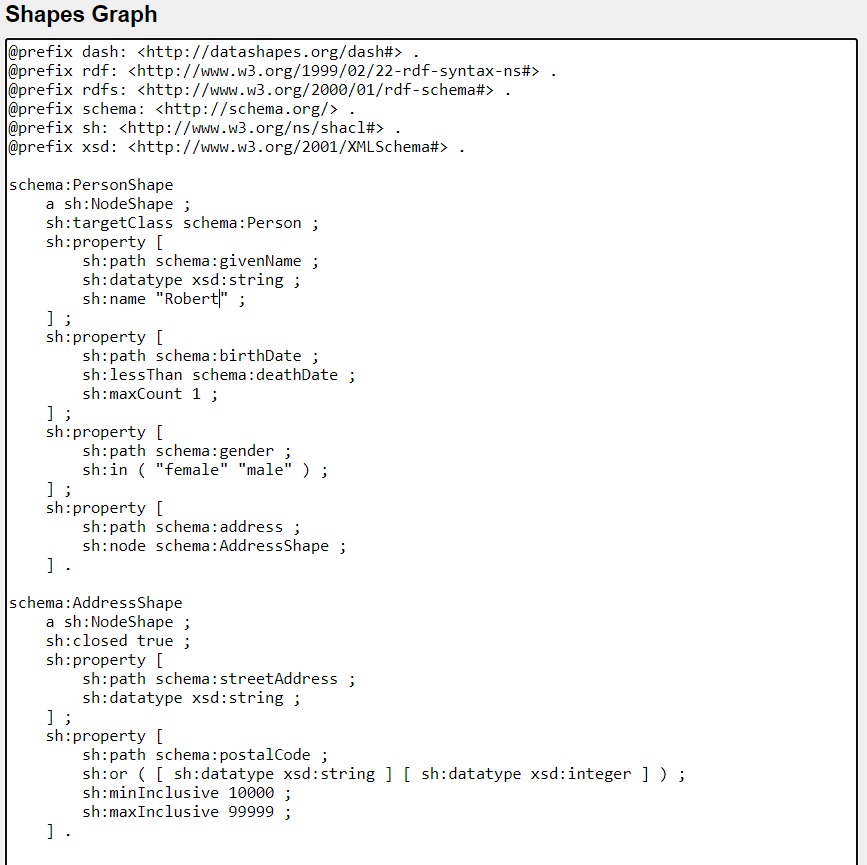 Shapes Graph
@prefix dash: <http://datashapes.org/dash#> .
@prefix rdf: <http://www.w3.org/1999/02/22-rdf-syntax-ns#> .
@prefix rdfs: <http://www.w3.org/2000/01/rdf-schema#> .
@prefix schema: <http://schema.org/> .
@prefix sh: <http://www.w3.org/ns/shacl#> .
@prefix xsd: <http://www.w3.org/2001/XMLSchema#> .

schema:PersonShape
    a sh:NodeShape ;
    sh:targetClass schema:Person ;
    sh:property [
        sh:path schema:givenName ;
        sh:datatype xsd:string ;
        sh:name "Robert" ;
    ] ;
    sh:property [
        sh:path schema:birthDate ;
        sh:lessThan schema:deathDate ;
        sh:maxCount 1 ;
    ] ;
    sh:property [
        sh:path schema:gender ;
        sh:in ( "female" "male" ) ;
    ] ;
    sh:property [
        sh:path schema:address ;
        sh:node schema:AddressShape ;
    ] .

schema:AddressShape
    a sh:NodeShape ;
    sh:closed true ;
    sh:property [
        sh:path schema:streetAddress ;
        sh:datatype xsd:string ;
    ] ;
    sh:property [
        sh:path schema:postalCode ;
        sh:or ( [ sh:datatype xsd:string ] [ sh:datatype xsd:integer ] ) ;
        sh:minInclusive 10000 ;
        sh:maxInclusive 99999 ;
    ] .